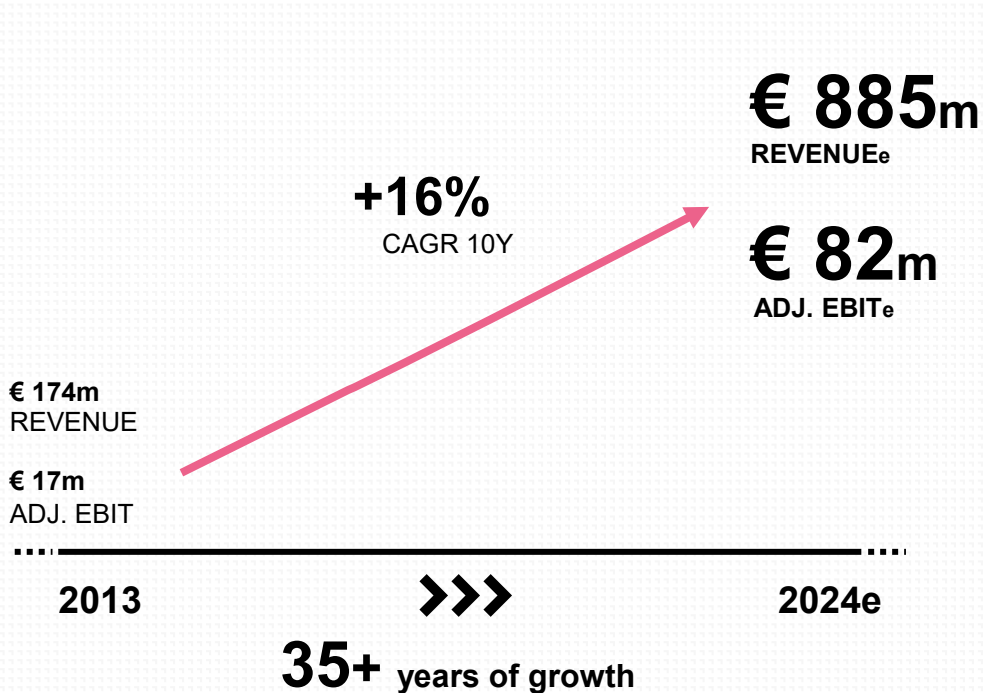 € 885m
REVENUEe
+16%
CAGR 10Y
€ 82m
ADJ. EBITe
€ 174m
REVENUE
€ 17m
ADJ. EBIT
2013
2024e
35+ years of growth